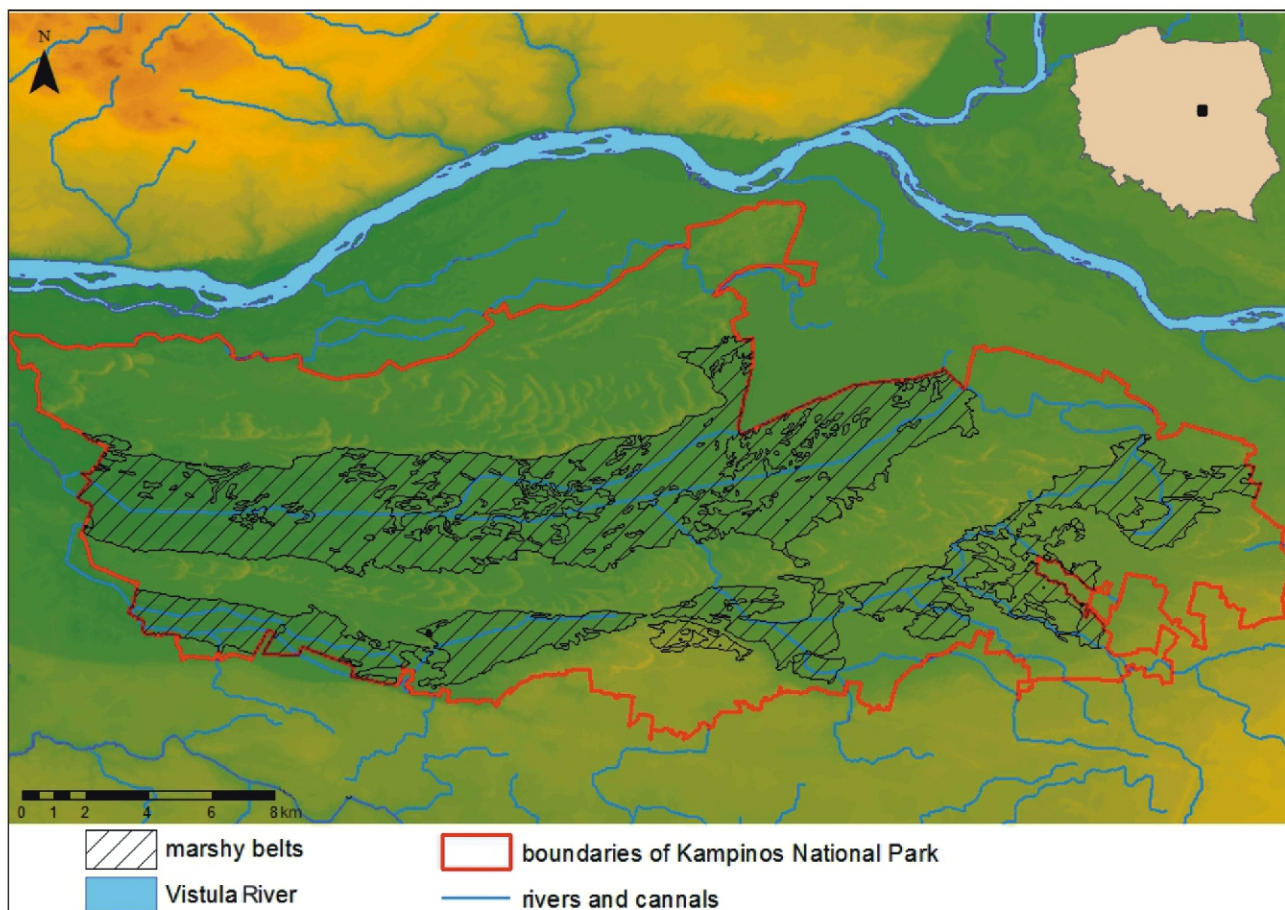 N
0 1 2 4 6 8 km
marshy belts
boundaries of Kampinos National Park
Vistula River
rivers and cannals